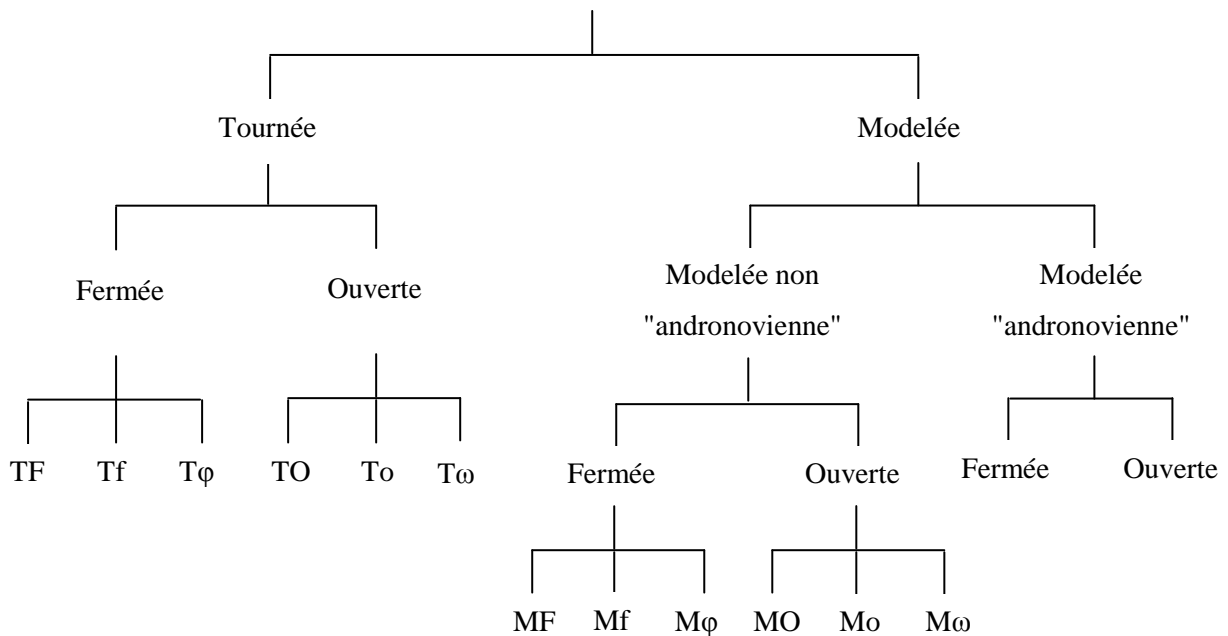 Tournée
Modelée
Fermée
Ouverte
Modelée non
"andronovienne"
Modelée
"andronovienne"
TF
Tf
Tφ
TO
To
Tω
Fermée
Ouverte
Fermée
Ouverte
MF
Mf
Mφ
MO
Mo
Mω